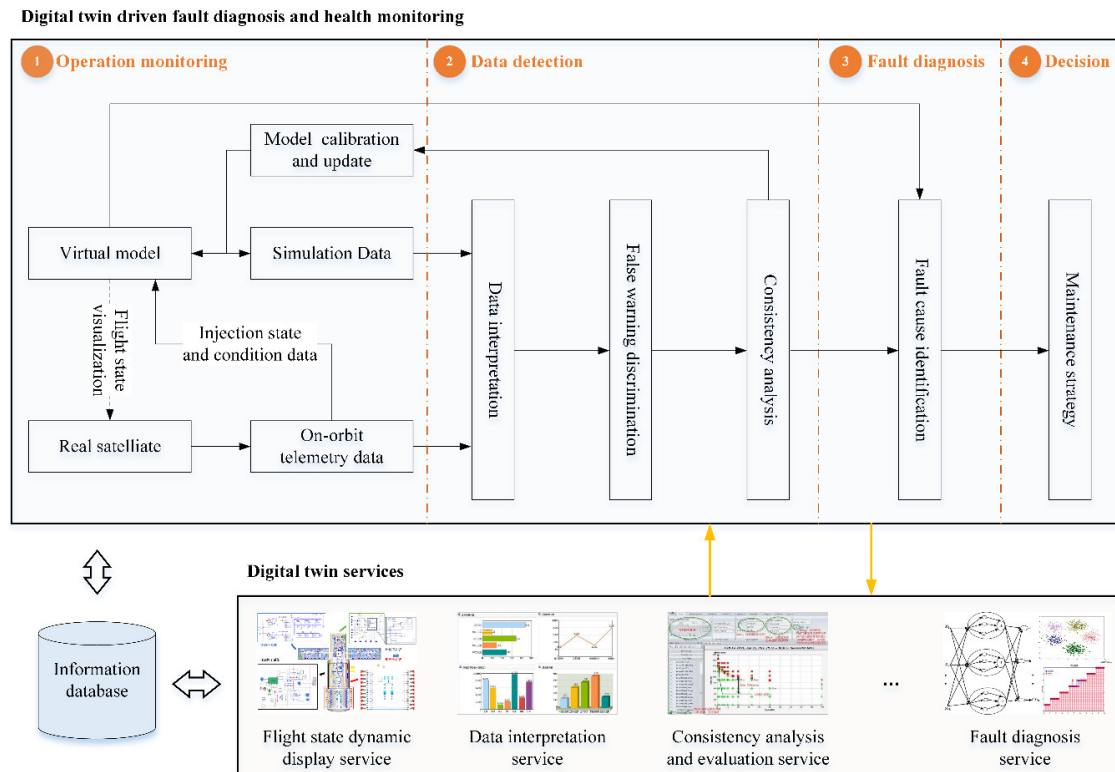 Digital twin driven fault diagnosis and health monitoring
1 Operation monitoring
2 Data detection
3 Fault diagnosis
4 Decision
Model calibration
and update
Virtual model
Simulation Data
Flight state
visualization
Injection state
and condition data
Real satelliate
On-orbit
telemetry data
Data interpretation
False warning discrimination
Consistency analysis
Fault cause identification
Maintenance strategy
Digital twin services
Information
database
...
Flight state dynamic
display service
Data interpretation
service
Consistency analysis
and evaluation service
Fault diagnosis
service